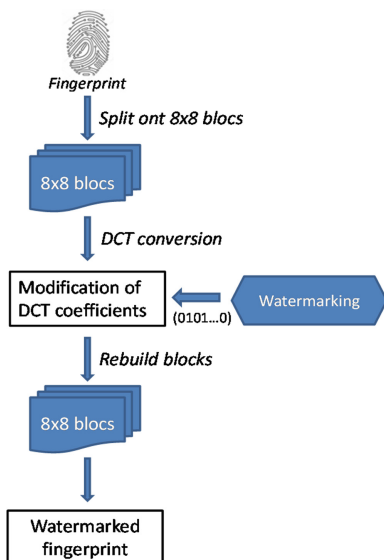 Fingerprint
Split ont 8x8 blocs
8x8 blocs
DCT conversion
Modification of
DCT coefficients
Watermarking
(0101...0)
Rebuild blocks
8x8 blocs
Watermarked
fingerprint